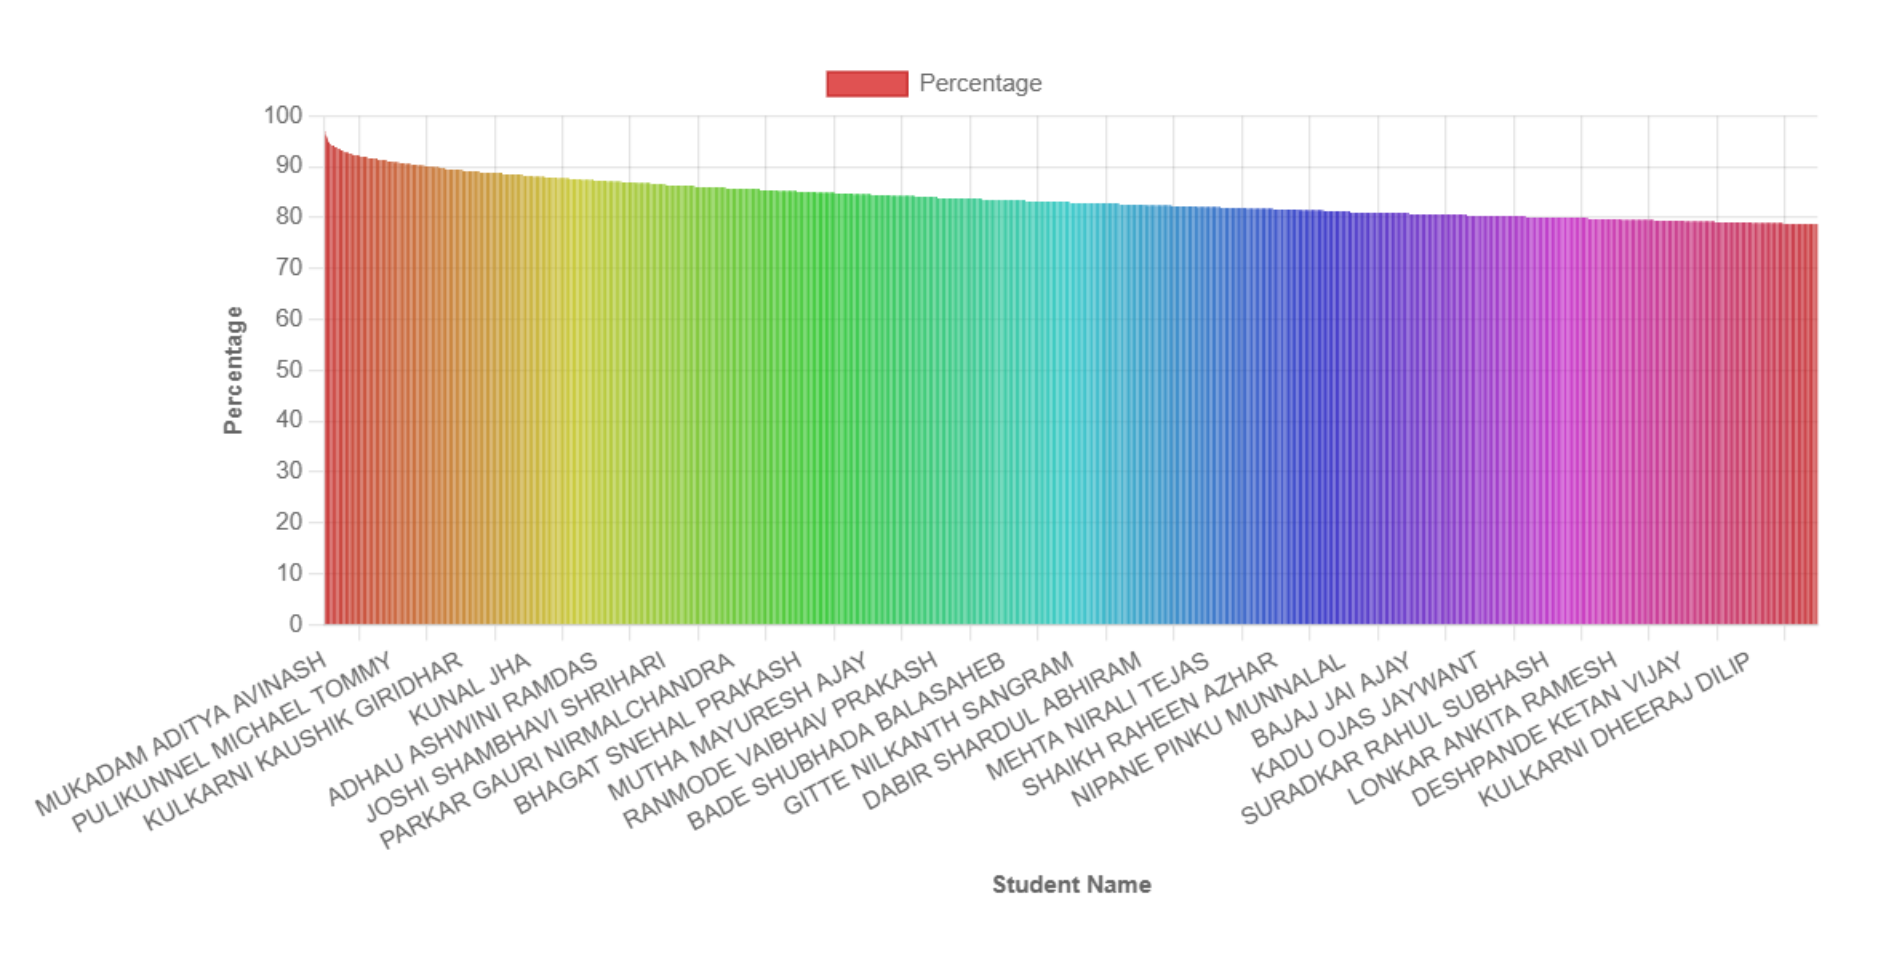 Percentage
100
90
80
70
60
50
40
30
20
10
0
Percentage
MUKADAM ADITYA AVINASH
PULIKUNNEL MICHAEL TOMMY
KULKARNI KAUSHIK GIRIDHAR
KUNAL JHA
ADHAU ASHWINI RAMDAS
JOSHI SHAMBHAVI SHRIHARI
PARKAR GAURI NIRMALCHANDRA
BHAGAT SNEHAL PRAKASH
MUTHA MAYURESH AJAY
RANMODE VAIBHAV PRAKASH
BADE SHUBHADA BALASAHEB
GITTE NILKANTH SANGRAM
DABIR SHARDUL ABHIRAM
MEHTA NIRALI TEJAS
SHAIKH RAHEEN AZHAR
NIPANE PINKU MUNNALAL
BAJAJ JAI AJAY
KADU OJAS JAYWANT
SURADKAR RAHUL SUBHASH
LONKAR ANKITA RAMESH
DESHPANDE KETAN VIJAY
KULKARNI DHEERAJ DILIP
Student Name